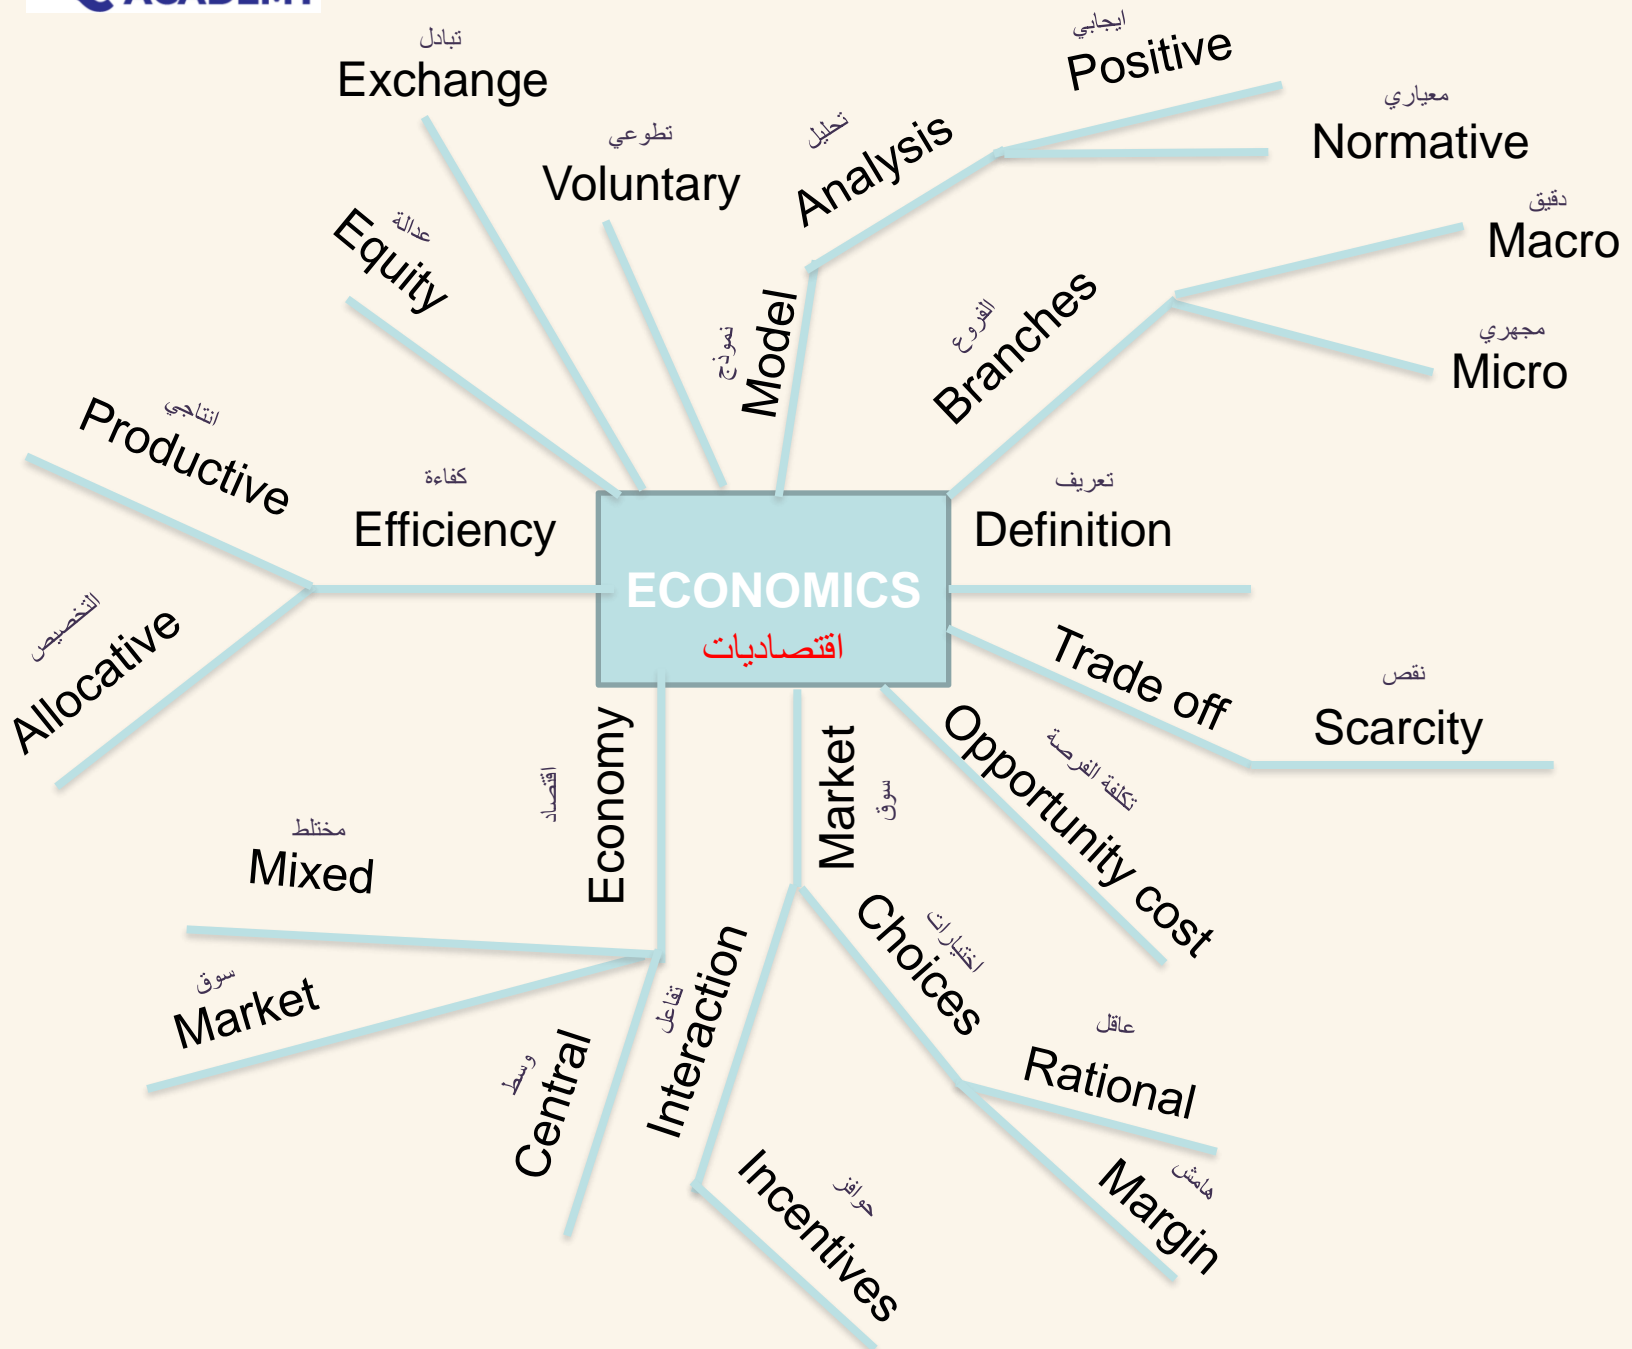 ACADEMY
تبادل
Exchange
تطوعي
Voluntary
عدالة
Equity
تحليل
Analysis
ايجابي
Positive
معياري
Normative
نموذج
Model
الفروع
Branches
دقيق
Macro
مجهري
Micro
انتاجي
Productive
كفاءة
Efficiency
التخصيص
Allocative
ECONOMICS
اقتصاديات
تعريف
Definition
Trade off
نقص
Scarcity
تكلفة الفرصة
Opportunity cost
اقتصاد
Economy
مختلط
Mixed
سوق
Market
وسط
Central
Market
سوق
تفاعل
Interaction
حوافز
Incentives
اختيارات
Choices
عاقل
Rational
هامش
Margin